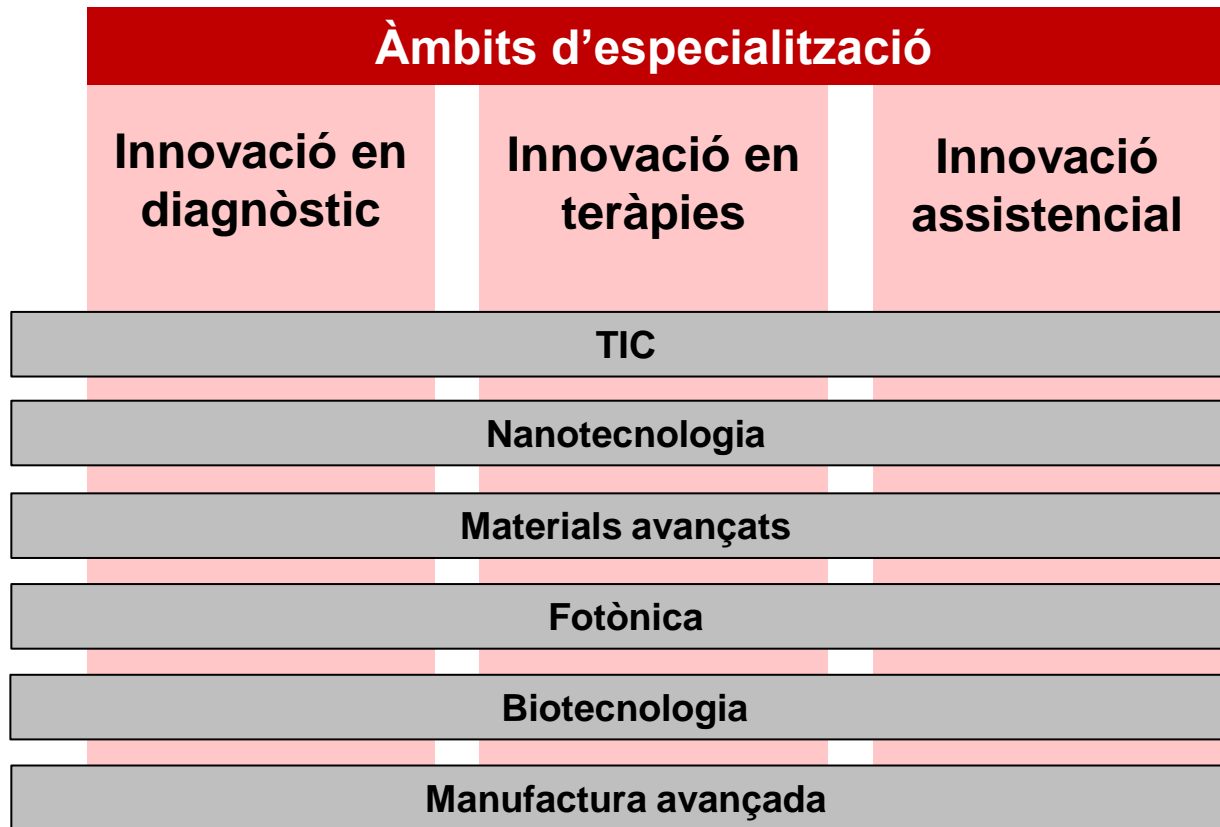 Àmbits d’especialització
Innovació en
diagnòstic
Innovació en
teràpies
Innovació
assistencial
TIC
Nanotecnologia
Materials avançats
Fotònica
Biotecnologia
Manufactura avançada